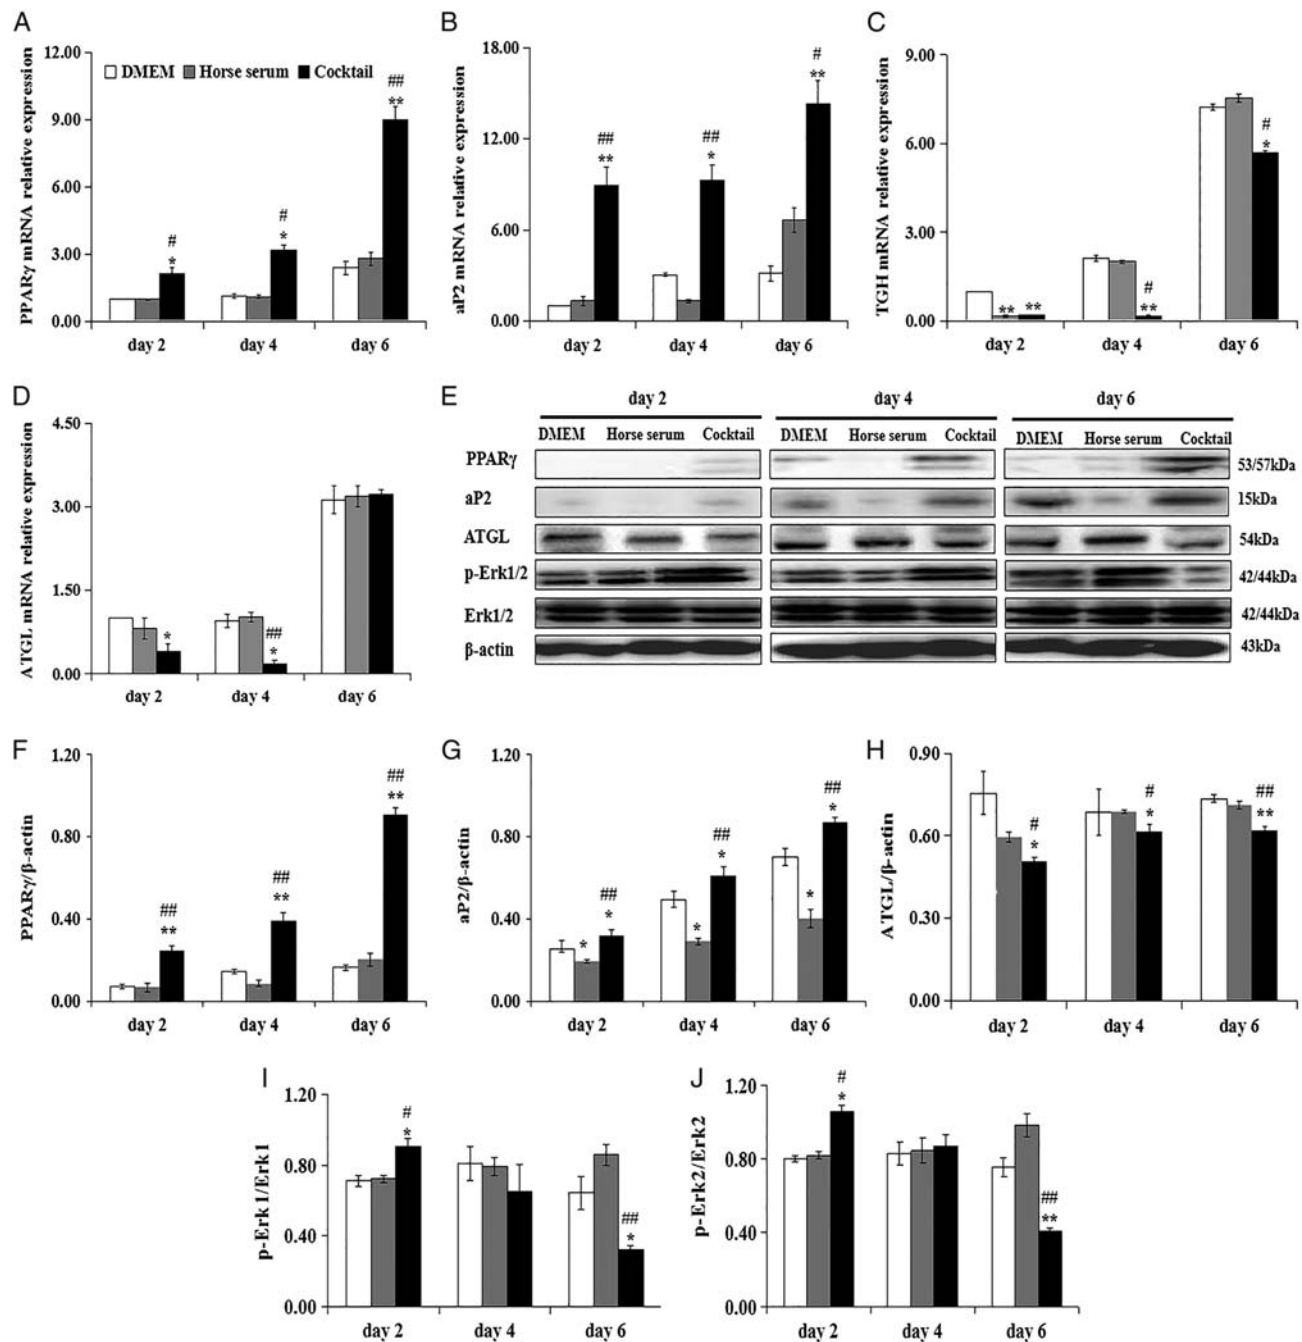 A
PPARγ mRNA relative expression
12.00
9.00
6.00
3.00
0.00
DMEM Horse serum Cocktail
#
*
#
*
##
**
day 2 day 4 day 6
B
aP2 mRNA relative expression
18.00
12.00
6.00
0.00
##
**
##
*
#
**
day 2 day 4 day 6
C
TGH mRNA relative expression
9.00
6.00
3.00
0.00
** **
#
**
#
*
day 2 day 4 day 6
D
ATGL mRNA relative expression
4.50
3.00
1.50
0.00
*
##
*
day 2 day 4 day 6
E
day 2 day 4 day 6
DMEM Horse serum Cocktail DMEM Horse serum Cocktail DMEM Horse serum Cocktail
PPARγ 53/57kDa
aP2 15kDa
ATGL 54kDa
p-Erk1/2 42/44kDa
Erk1/2 42/44kDa
β-actin 43kDa
F
PPARγ/β-actin
1.20
0.80
0.40
0.00
##
**
##
**
##
**
day 2 day 4 day 6
G
aP2/β-actin
1.20
0.80
0.40
0.00
*
##
*
*
##
*
*
##
*
day 2 day 4 day 6
H
ATGL/β-actin
0.90
0.60
0.30
0.00
#
*
#
*
##
**
day 2 day 4 day 6
I
p-Erk1/Erk1
1.20
0.80
0.40
0.00
#
*
##
*
day 2 day 4 day 6
J
p-Erk2/Erk2
1.20
0.80
0.40
0.00
#
*
##
**
day 2 day 4 day 6